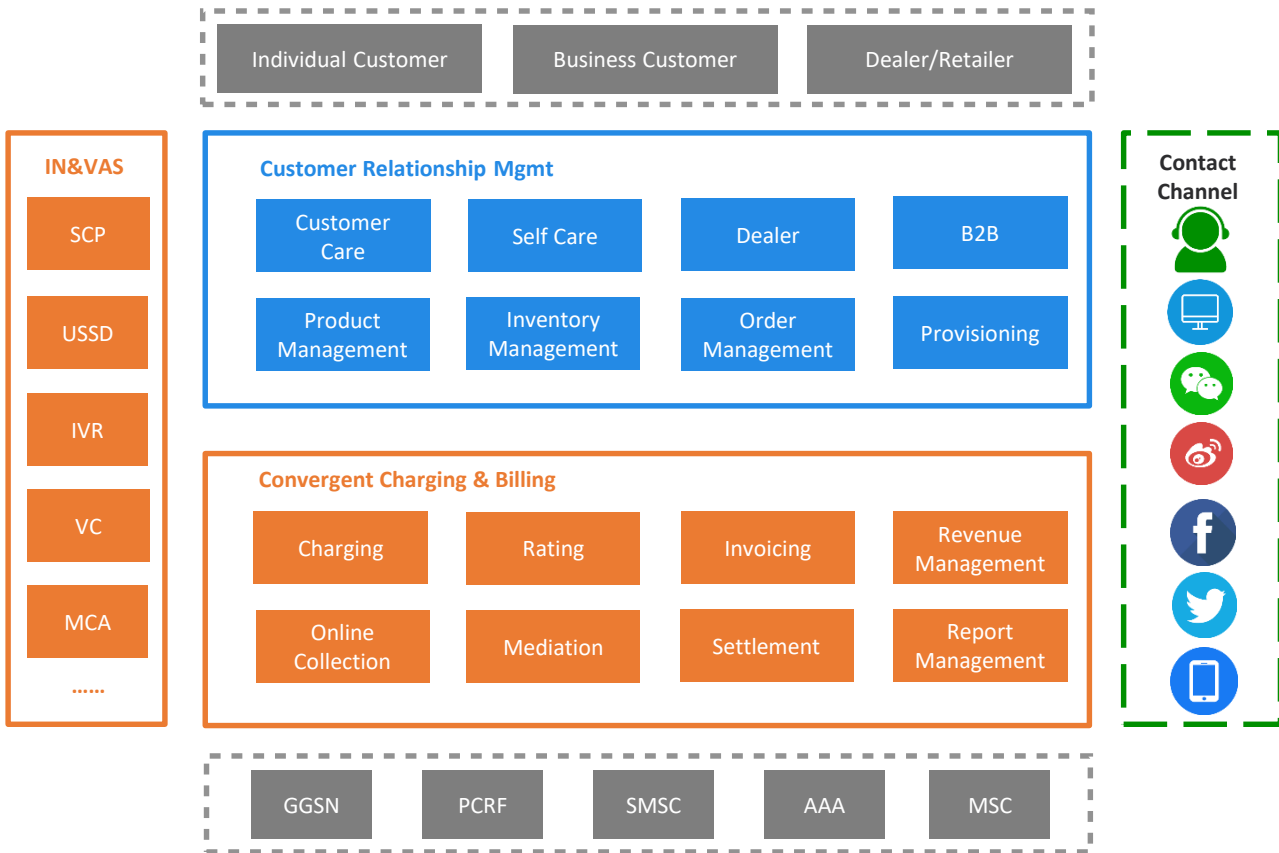 Individual Customer
Business Customer
Dealer/Retailer
IN&VAS
SCP
USSD
IVR
VC
MCA
......
Customer Relationship Mgmt
Customer
Care
Self Care
Dealer
B2B
Product
Management
Inventory
Management
Order
Management
Provisioning
Convergent Charging & Billing
Charging
Rating
Invoicing
Revenue
Management
Online
Collection
Mediation
Settlement
Report
Management
Contact
Channel
f
GGSN
PCRF
SMSC
AAA
MSC